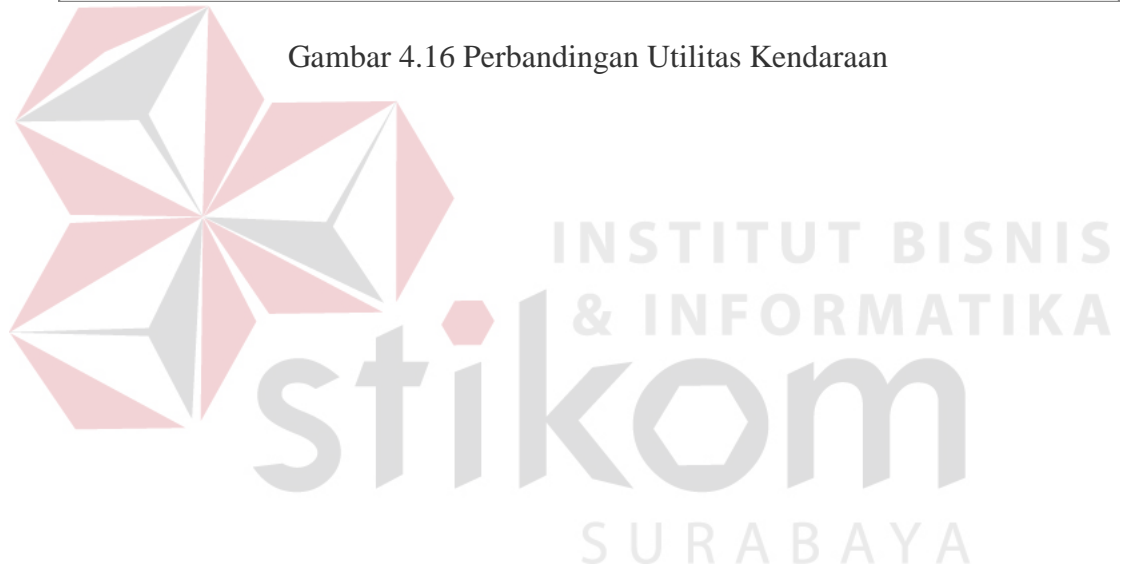 Gambar 4.16 Perbandingan Utilitas Kendaraan
INSTITUT BISNIS
& INFORMATIKA
stikom
SURABAYA